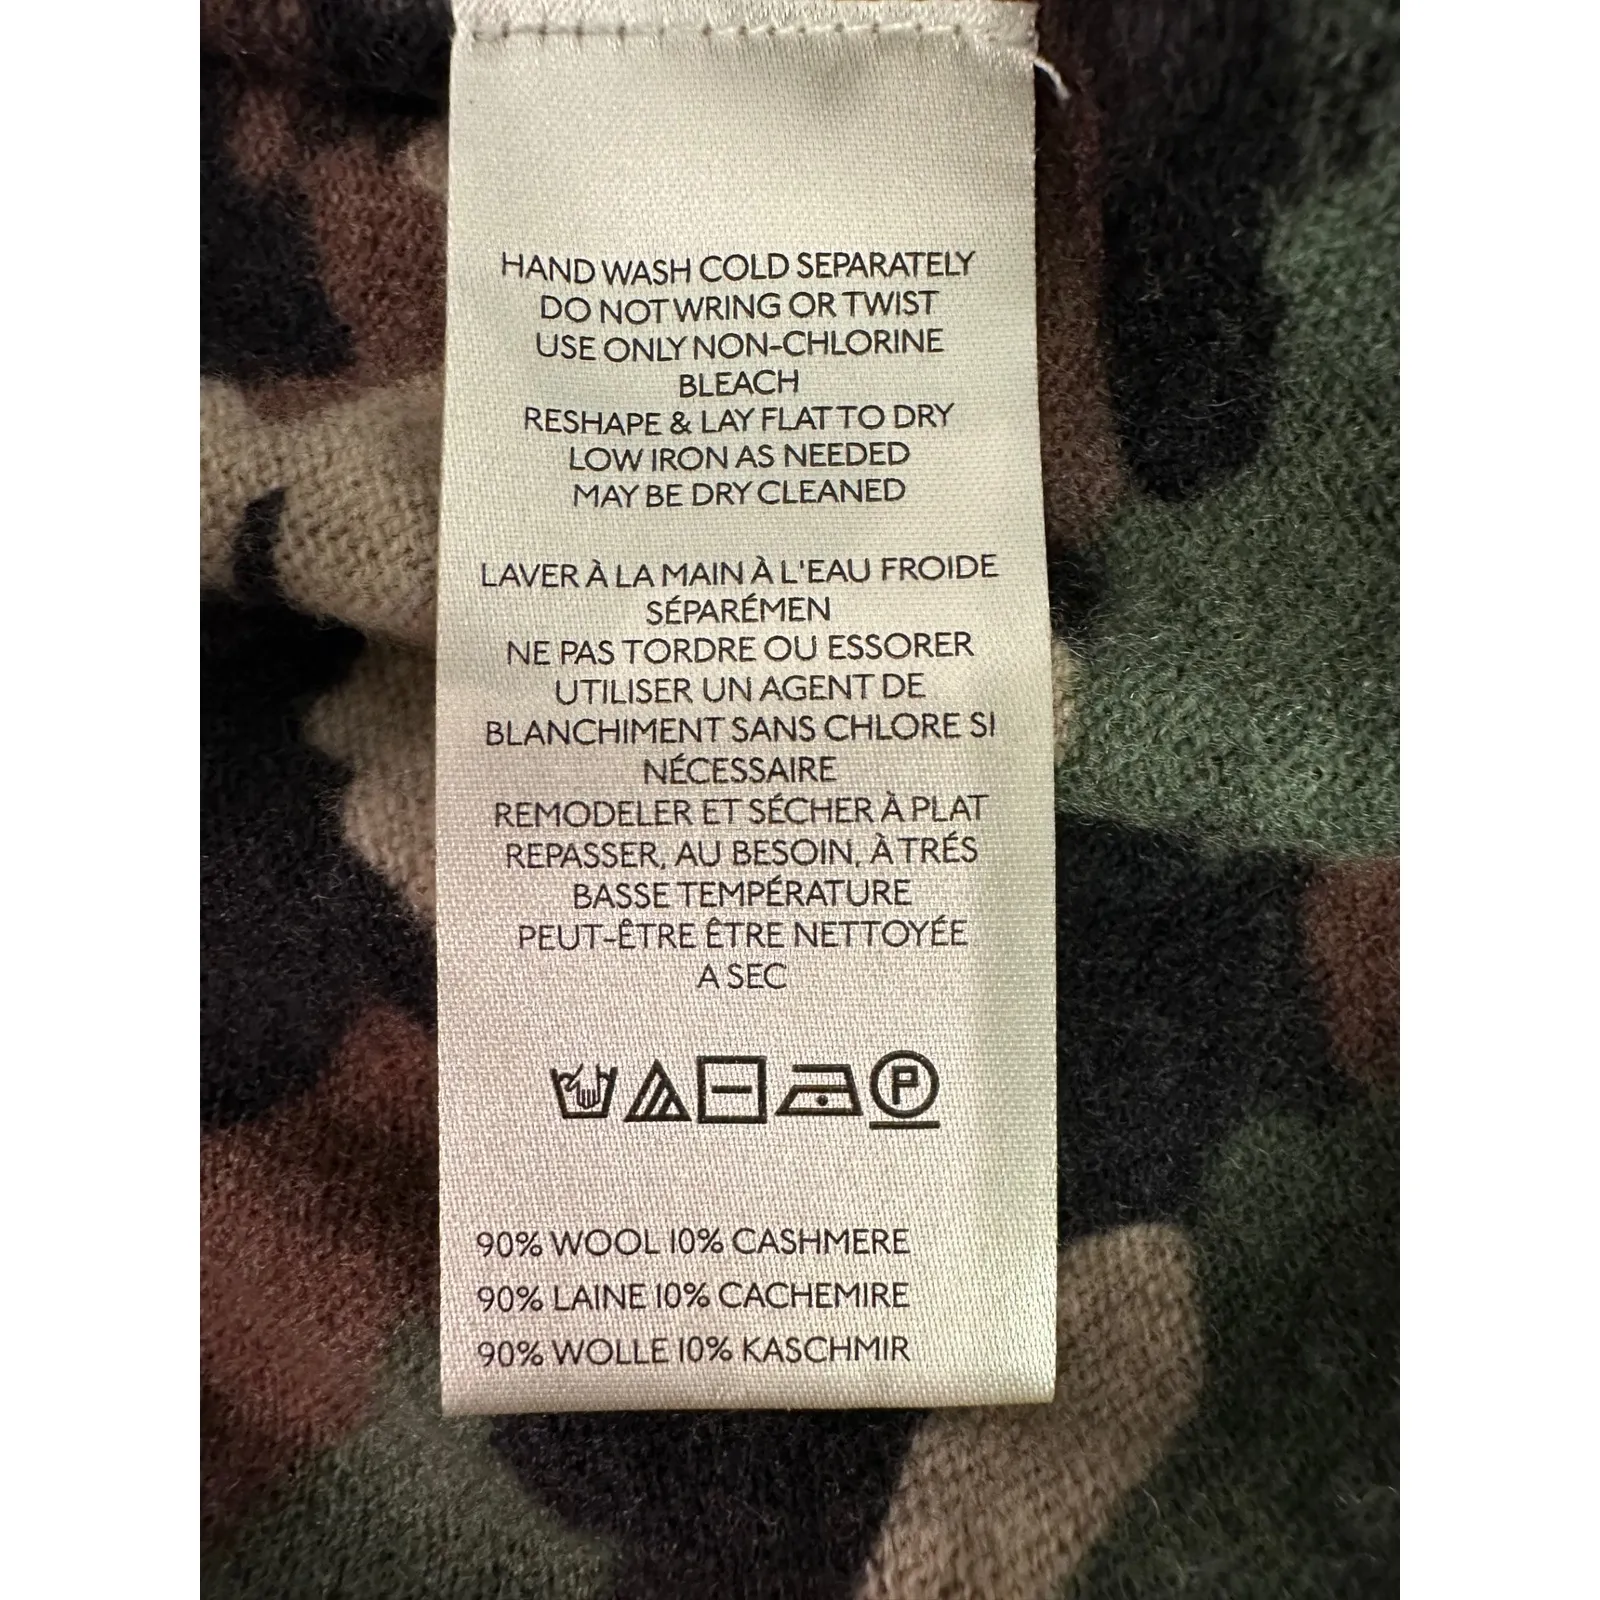 HAND WASH COLD SEPARATELY
DO NOT WRING OR TWIST
USE ONLY NON-CHLORINE
BLEACH
RESHAPE & LAY FLAT TO DRY
LOW IRON AS NEEDED
MAY BE DRY CLEANED
LAVER À LA MAIN À L'EAU FROIDE
SÉPARÉMEN
NE PAS TORDRE OU ESSORER
UTILISER UN AGENT DE
BLANCHIMENT SANS CHLORE SI
NÉCESSAIRE
REMODELER ET SÉCHER À PLAT
REPASSER, AU BESOIN, À TRÉS
BASSE TEMPÉRATURE
PEUT-ÊTRE ÊTRE NETTOYÉE
A SEC
P
90% WOOL 10% CASHMERE
90% LAINE 10% CACHEMIRE
90% WOLLE 10% KASCHMIR